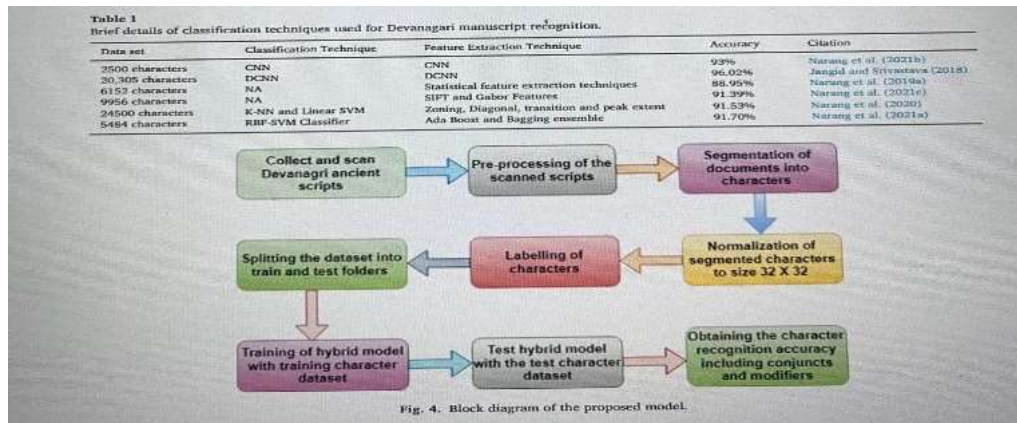 Table 1
Brief details of classification techniques used for Devanagari manuscript recognition.
Data set Classification Technique Feature Extraction Technique Accuracy Citation
2500 characters CNN CNN 93% Narang et al. (2021b)
20,305 characters DCNN DCNN 96.02% Jangid and Srivastava (2018)
6152 characters NA Statistical feature extraction techniques 88.95% Narang et al. (2019a)
9956 characters NA SIFT and Gabor Features 91.39% Narang et al. (2021c)
24500 characters K-NN and Linear SVM Zoning, Diagonal, transition and peak extent 91.53% Narang et al. (2020)
5484 characters RBF-SVM Classifier Ada Boost and Bagging ensemble 91.70% Narang et al. (2021a)
Collect and scan
Devanagri ancient
scripts
Pre-processing of the
scanned scripts
Segmentation of
documents into
characters
Normalization of
segmented characters
to size 32 X 32
Labelling of
characters
Splitting the dataset into
train and test folders
Training of hybrid model
with training character
dataset
Test hybrid model
with the test character
dataset
Obtaining the character
recognition accuracy
including conjuncts
and modifiers
Fig. 4. Block diagram of the proposed model.